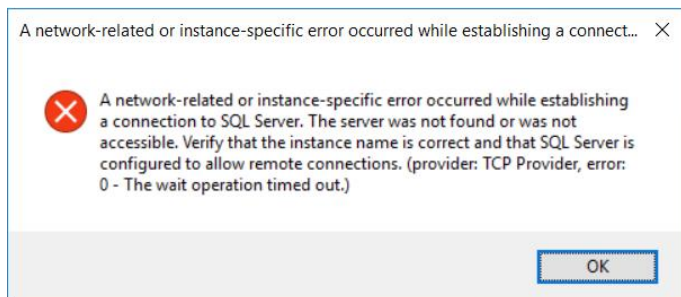 A network-related or instance-specific error occurred while establishing a connect...
A network-related or instance-specific error occurred while establishing
a connection to SQL Server. The server was not found or was not
accessible. Verify that the instance name is correct and that SQL Server is
configured to allow remote connections. (provider: TCP Provider, error:
0 - The wait operation timed out.)
OK